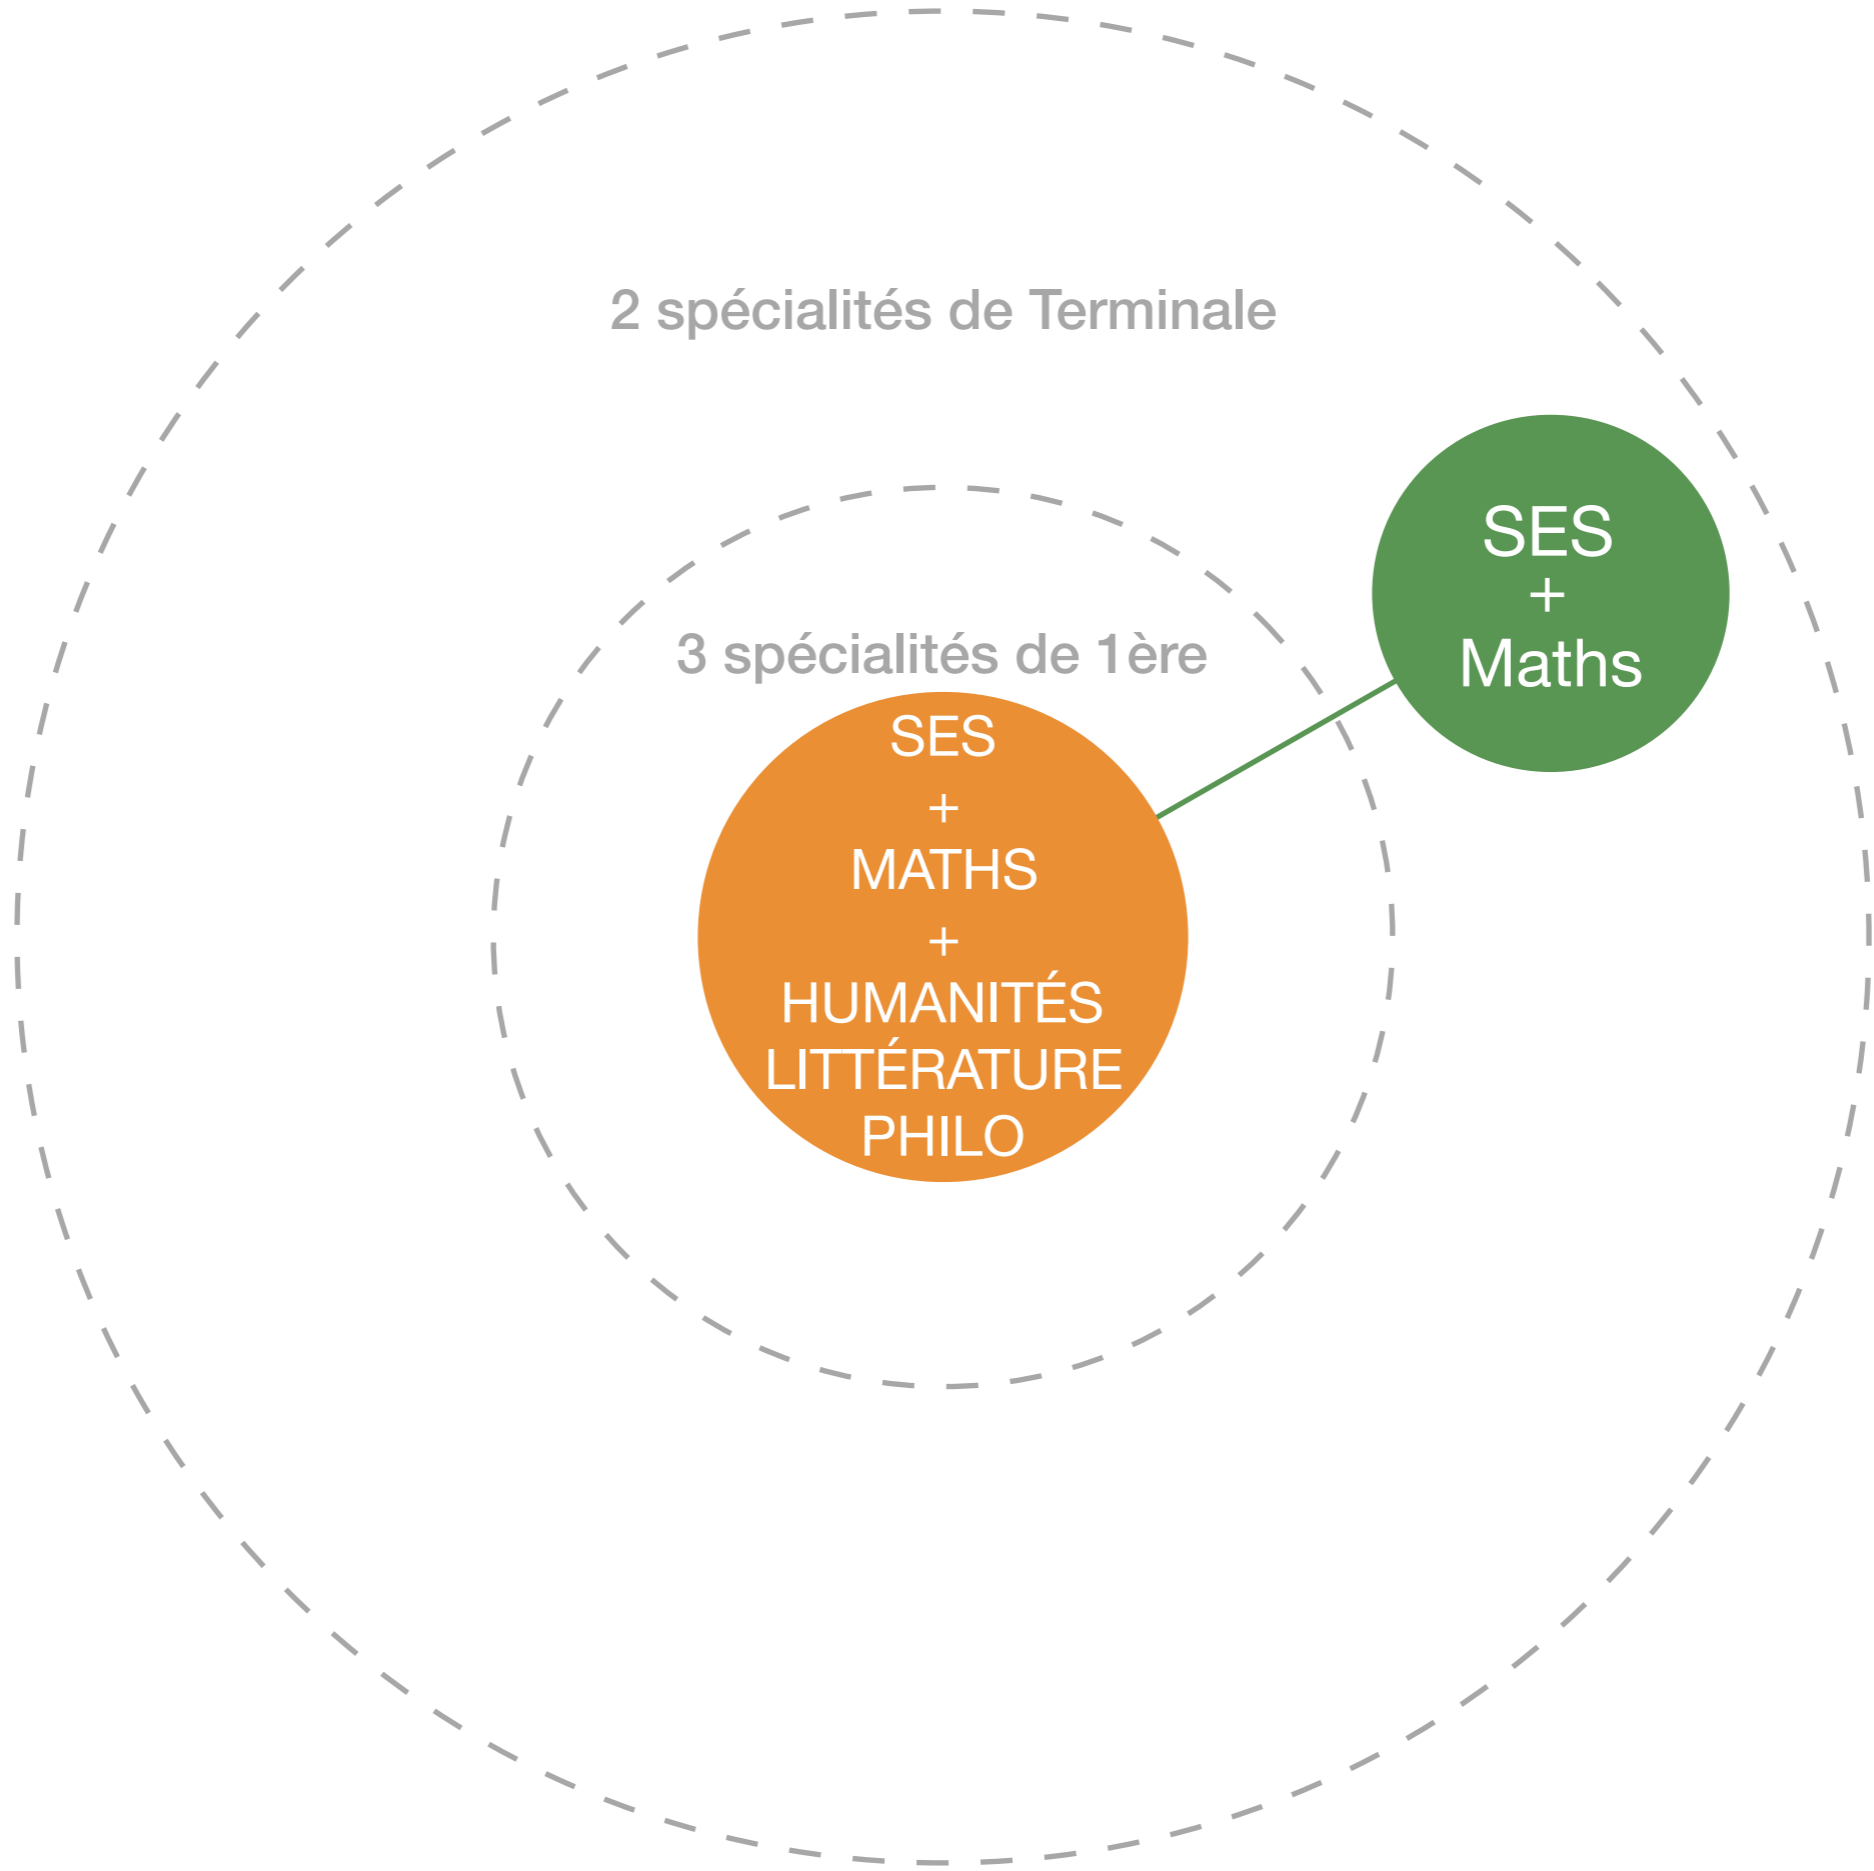 2 spécialités de Terminale
3 spécialités de 1ère
SES
+
MATHS
+
HUMANITÉS
LITTÉRATURE
PHILO
SES
+
Maths